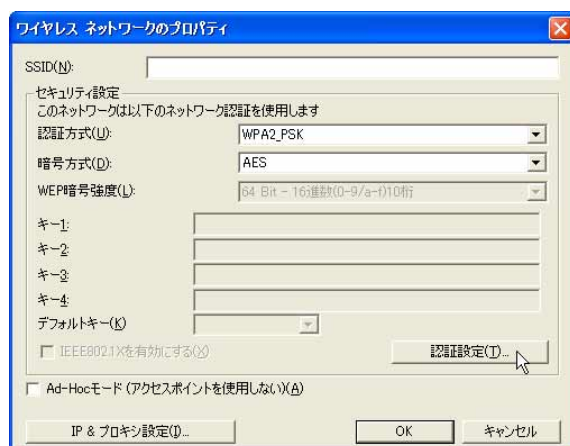 ワイヤレス ネットワークのプロパティ
SSID(N):
セキュリティ設定
このネットワークは以下のネットワーク認証を使用します
認証方式(U): WPA2_PSK
暗号方式(D): AES
WEP暗号強度(L): 64 Bit - 16進数(0-9/a-f)10桁
キー1:
キー2:
キー3:
キー4:
デフォルトキー(K)
IEEE802.1Xを有効にする(X)
認証設定(T)...
Ad-Hocモード (アクセスポイントを使用しない)(A)
IP & プロキシ設定(I)... OK キャンセル